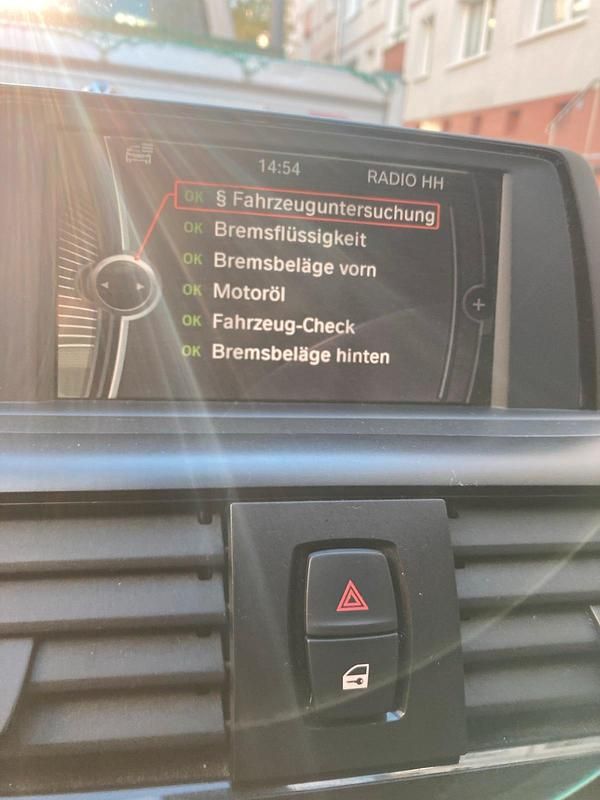 14:54 RADIO HH
OK § Fahrzeuguntersuchung
OK Bremsflüssigkeit
OK Bremsbeläge vorn
OK Motoröl
OK Fahrzeug-Check
OK Bremsbeläge hinten